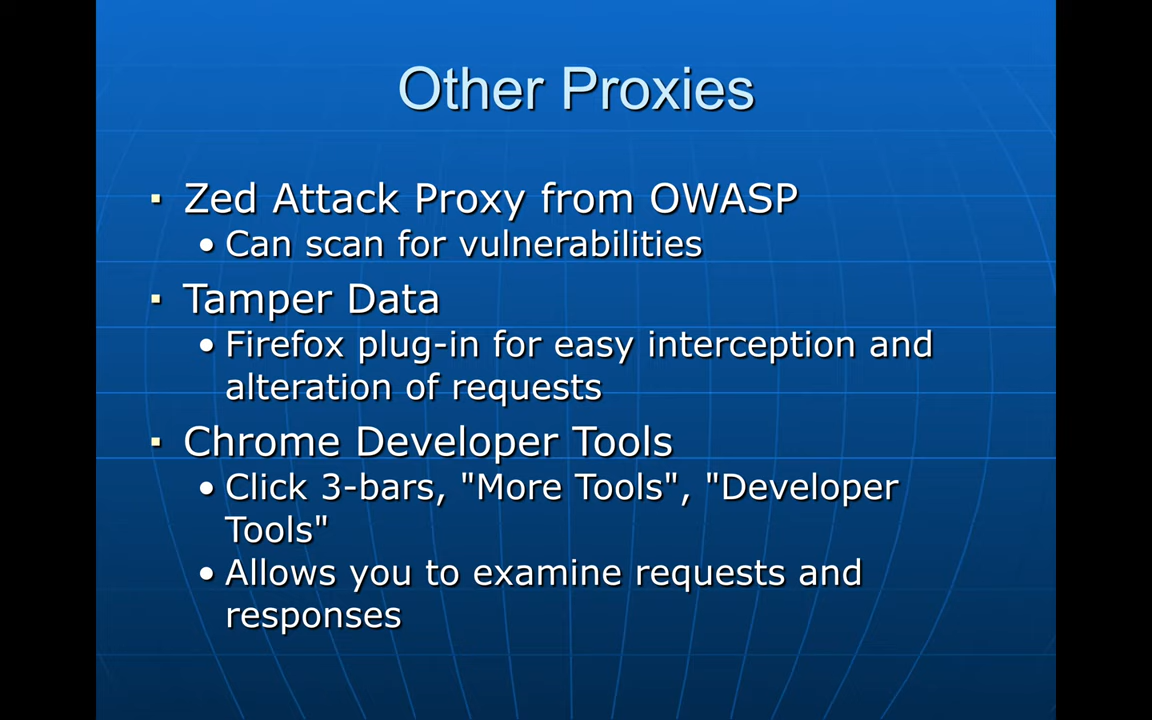 Other Proxies
▪ Zed Attack Proxy from OWASP
• Can scan for vulnerabilities
▪ Tamper Data
• Firefox plug-in for easy interception and
alteration of requests
▪ Chrome Developer Tools
• Click 3-bars, "More Tools", "Developer
Tools"
• Allows you to examine requests and
responses